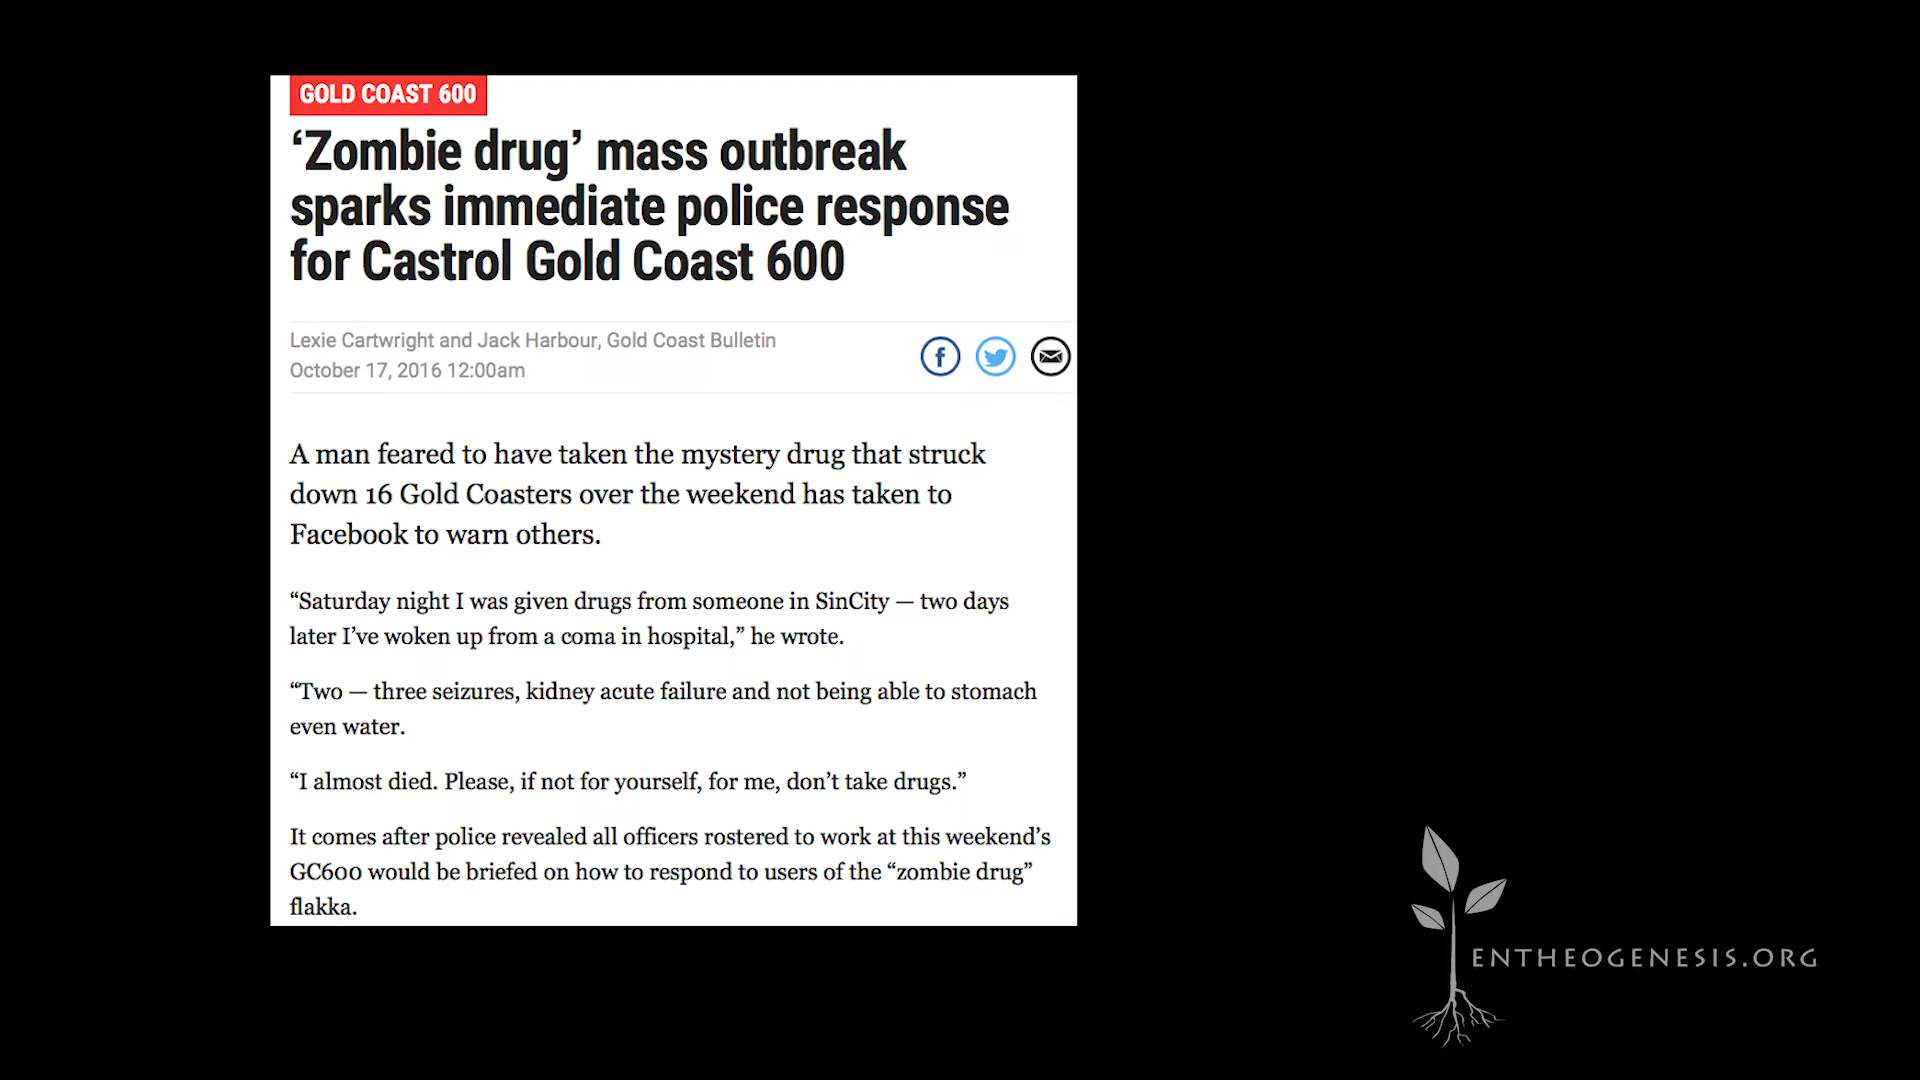 GOLD COAST 600
‘Zombie drug’ mass outbreak
sparks immediate police response
for Castrol Gold Coast 600
Lexie Cartwright and Jack Harbour, Gold Coast Bulletin
October 17, 2016 12:00am
A man feared to have taken the mystery drug that struck
down 16 Gold Coasters over the weekend has taken to
Facebook to warn others.
“Saturday night I was given drugs from someone in SinCity — two days
later I’ve woken up from a coma in hospital,” he wrote.
“Two — three seizures, kidney acute failure and not being able to stomach
even water.
“I almost died. Please, if not for yourself, for me, don’t take drugs.”
It comes after police revealed all officers rostered to work at this weekend’s
GC600 would be briefed on how to respond to users of the “zombie drug”
flakka.
ENTHEOGENESIS.ORG